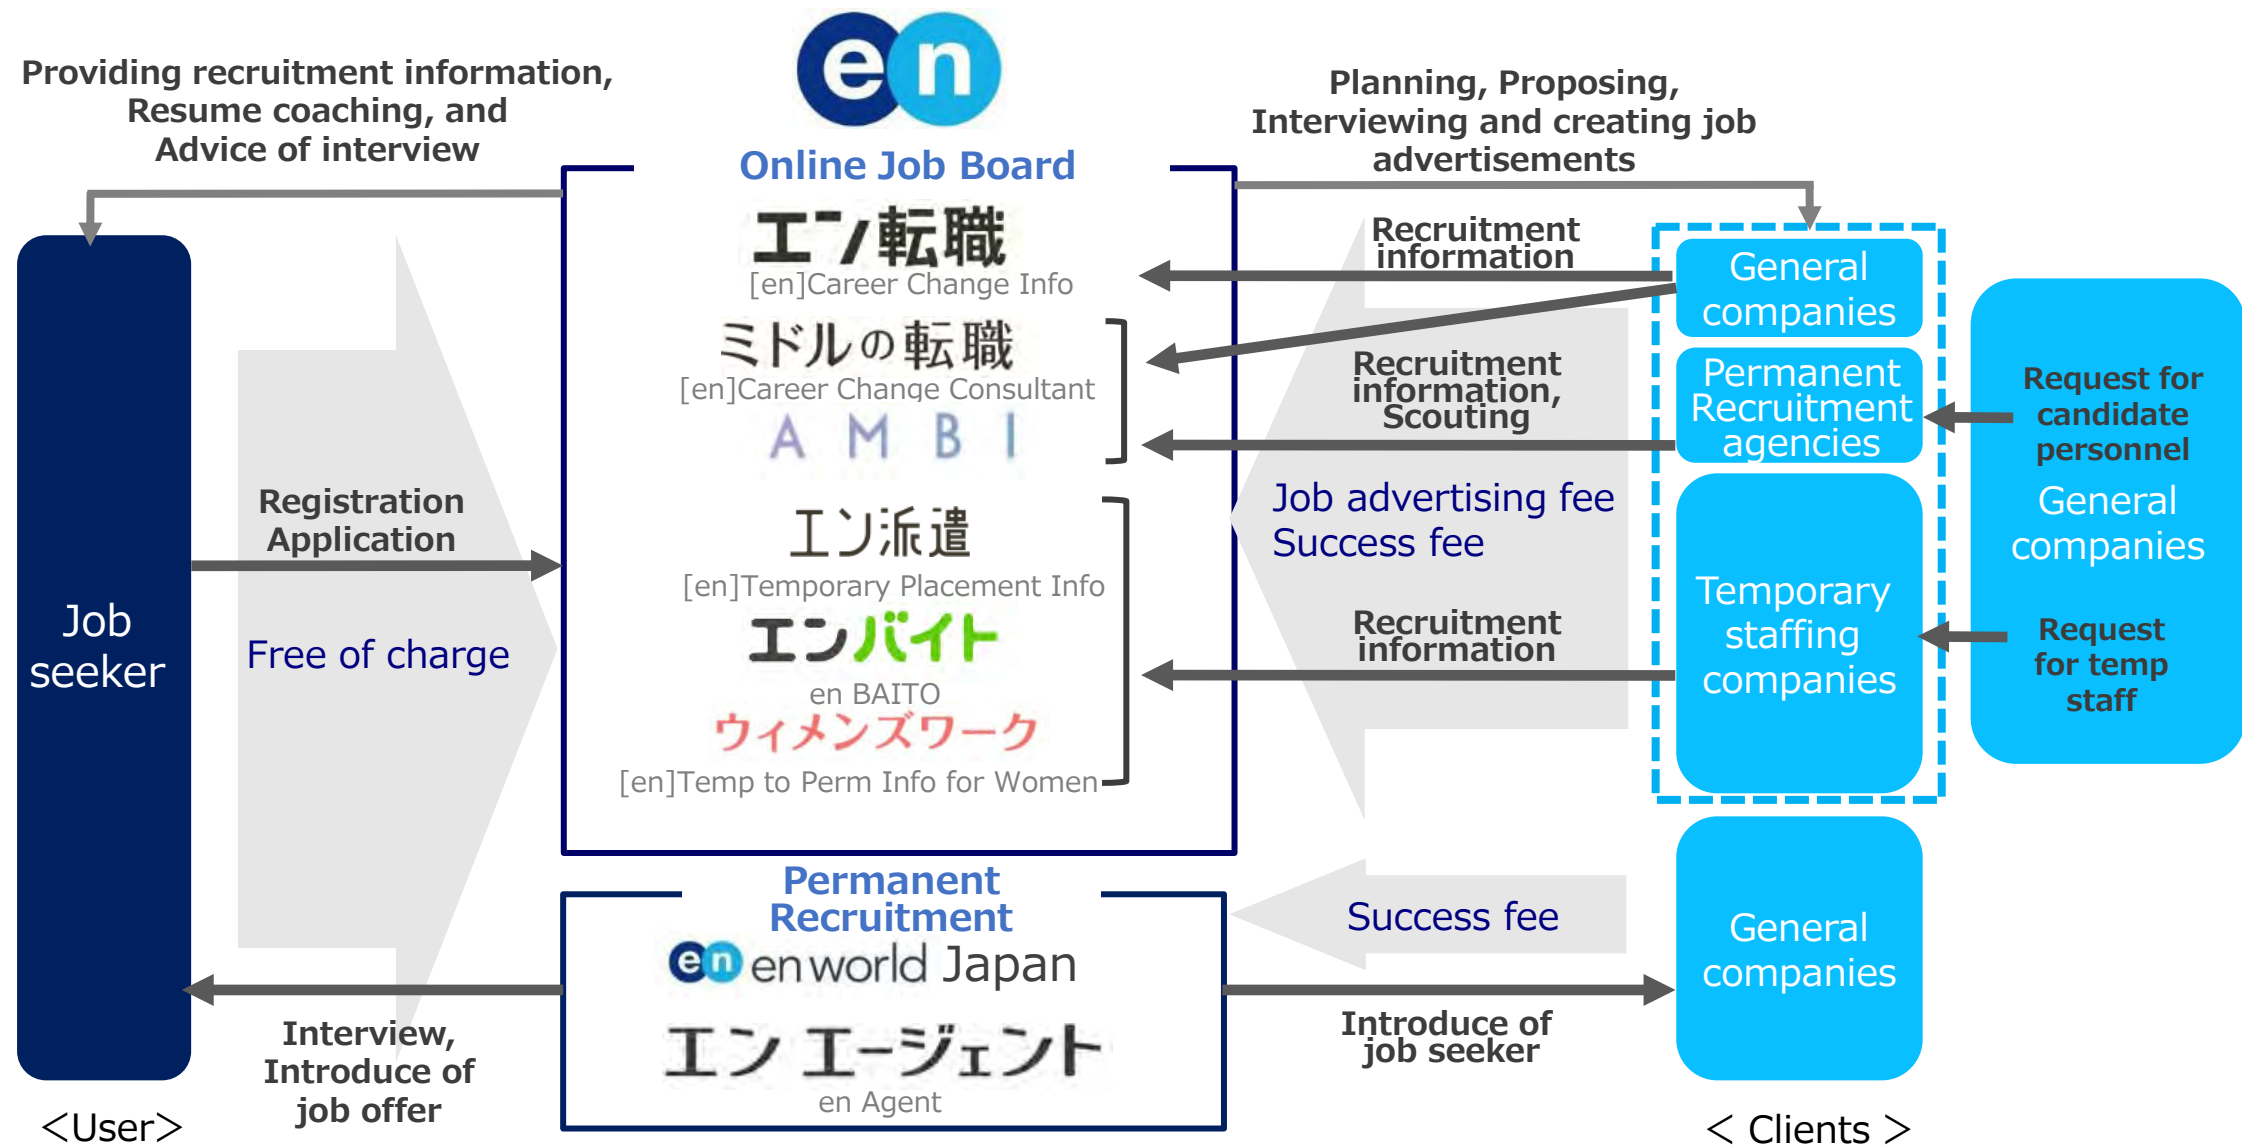 en
Providing recruitment information,
Resume coaching, and
Advice of interview
Planning, Proposing,
Interviewing and creating job
advertisements
Online Job Board
エン転職
[en]Career Change Info
ミドルの転職
[en]Career Change Consultant
AMBI
エン派遣
[en]Temporary Placement Info
エンバイト
en BAITO
ウィメンズワーク
[en]Temp to Perm Info for Women
Registration
Application
Free of charge
Job
seeker
Recruitment
information
Recruitment
information,
Scouting
Job advertising fee
Success fee
Recruitment
information
General
companies
Permanent
Recruitment
agencies
Temporary
staffing
companies
Request for
candidate
personnel
General
companies
Request
for temp
staff
Permanent
Recruitment
en en world Japan
エン エージェント
en Agent
Interview,
Introduce of
job offer
Success fee
Introduce of
job seeker
General
companies
＜User＞
＜ Clients ＞